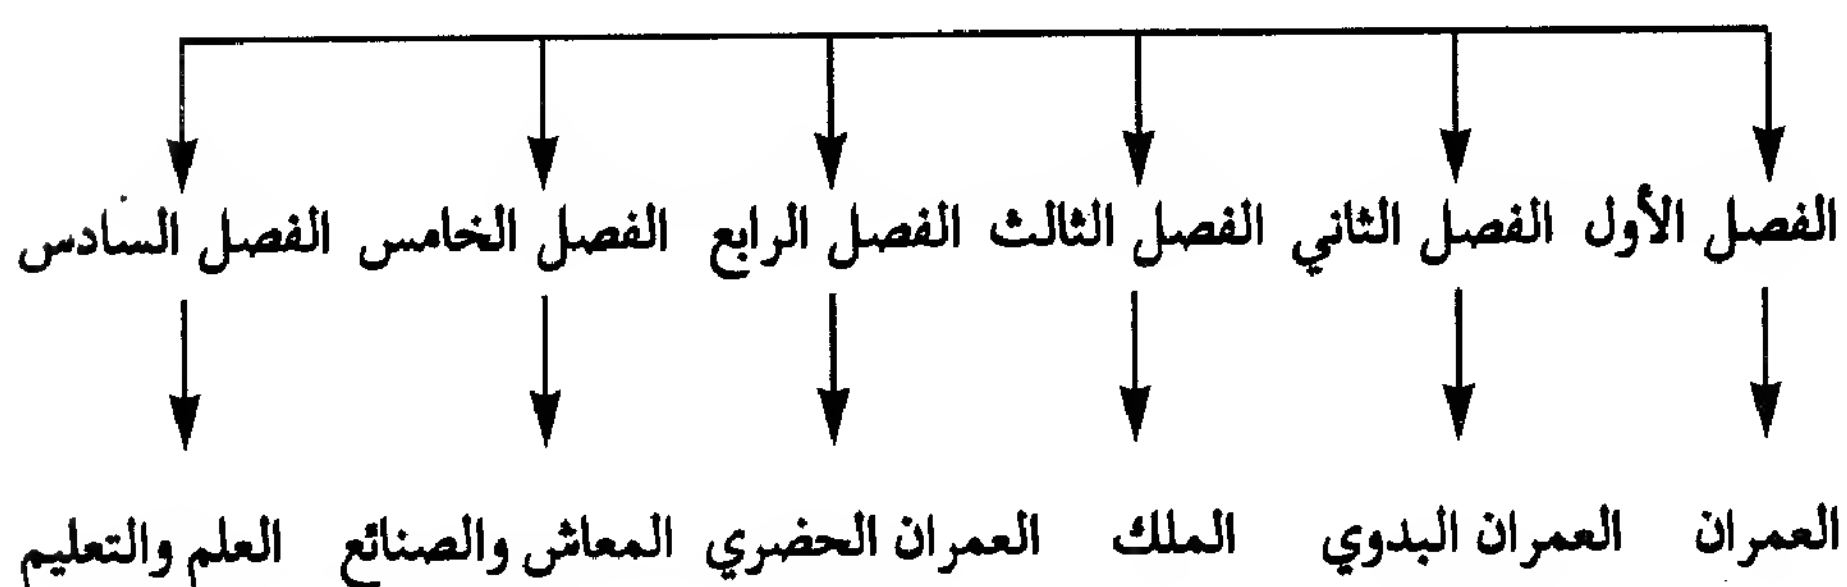 الفصل الأول الفصل الثاني الفصل الثالث الفصل الرابع الفصل الخامس الفصل السادس
العمران العمران البدوي الملك العمران الحضري المعاش والصنائع العلم والتعليم